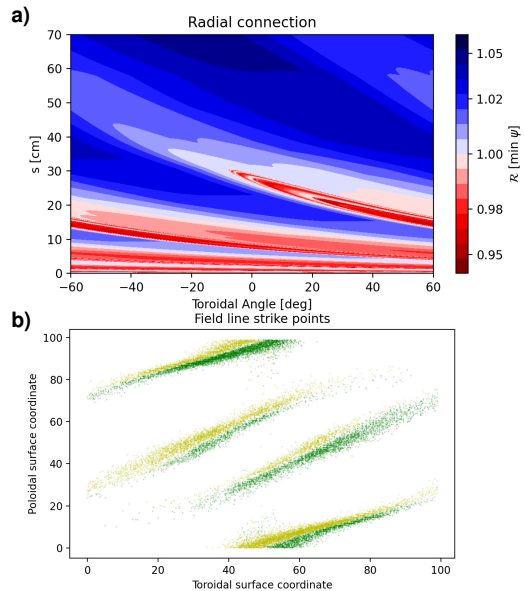 a)
Radial connection
70
60
50
40
30
20
10
0
s [cm]
−60 −40 −20 0 20 40 60
Toroidal Angle [deg]
1.05
1.02
1.00
0.98
0.95
ℛ [min ψ]
b)
Field line strike points
100
80
60
40
20
0
Poloidal surface coordinate
0 20 40 60 80 100
Toroidal surface coordinate